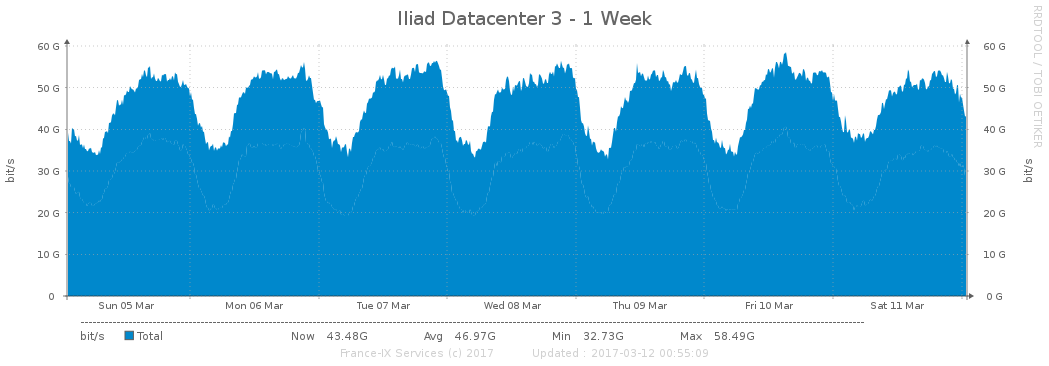 Iliad Datacenter 3 - 1 Week
RRDTOOL / TOBI OETIKER
60 G 60 G
50 G 50 G
40 G 40 G
30 G 30 G
20 G 20 G
10 G 10 G
0 0 G
bit/s bit/s
Sun 05 Mar Mon 06 Mar Tue 07 Mar Wed 08 Mar Thu 09 Mar Fri 10 Mar Sat 11 Mar
bit/s Total Now 43.48G Avg 46.97G Min 32.73G Max 58.49G
France-IX Services (c) 2017 Updated : 2017-03-12 00:55:09